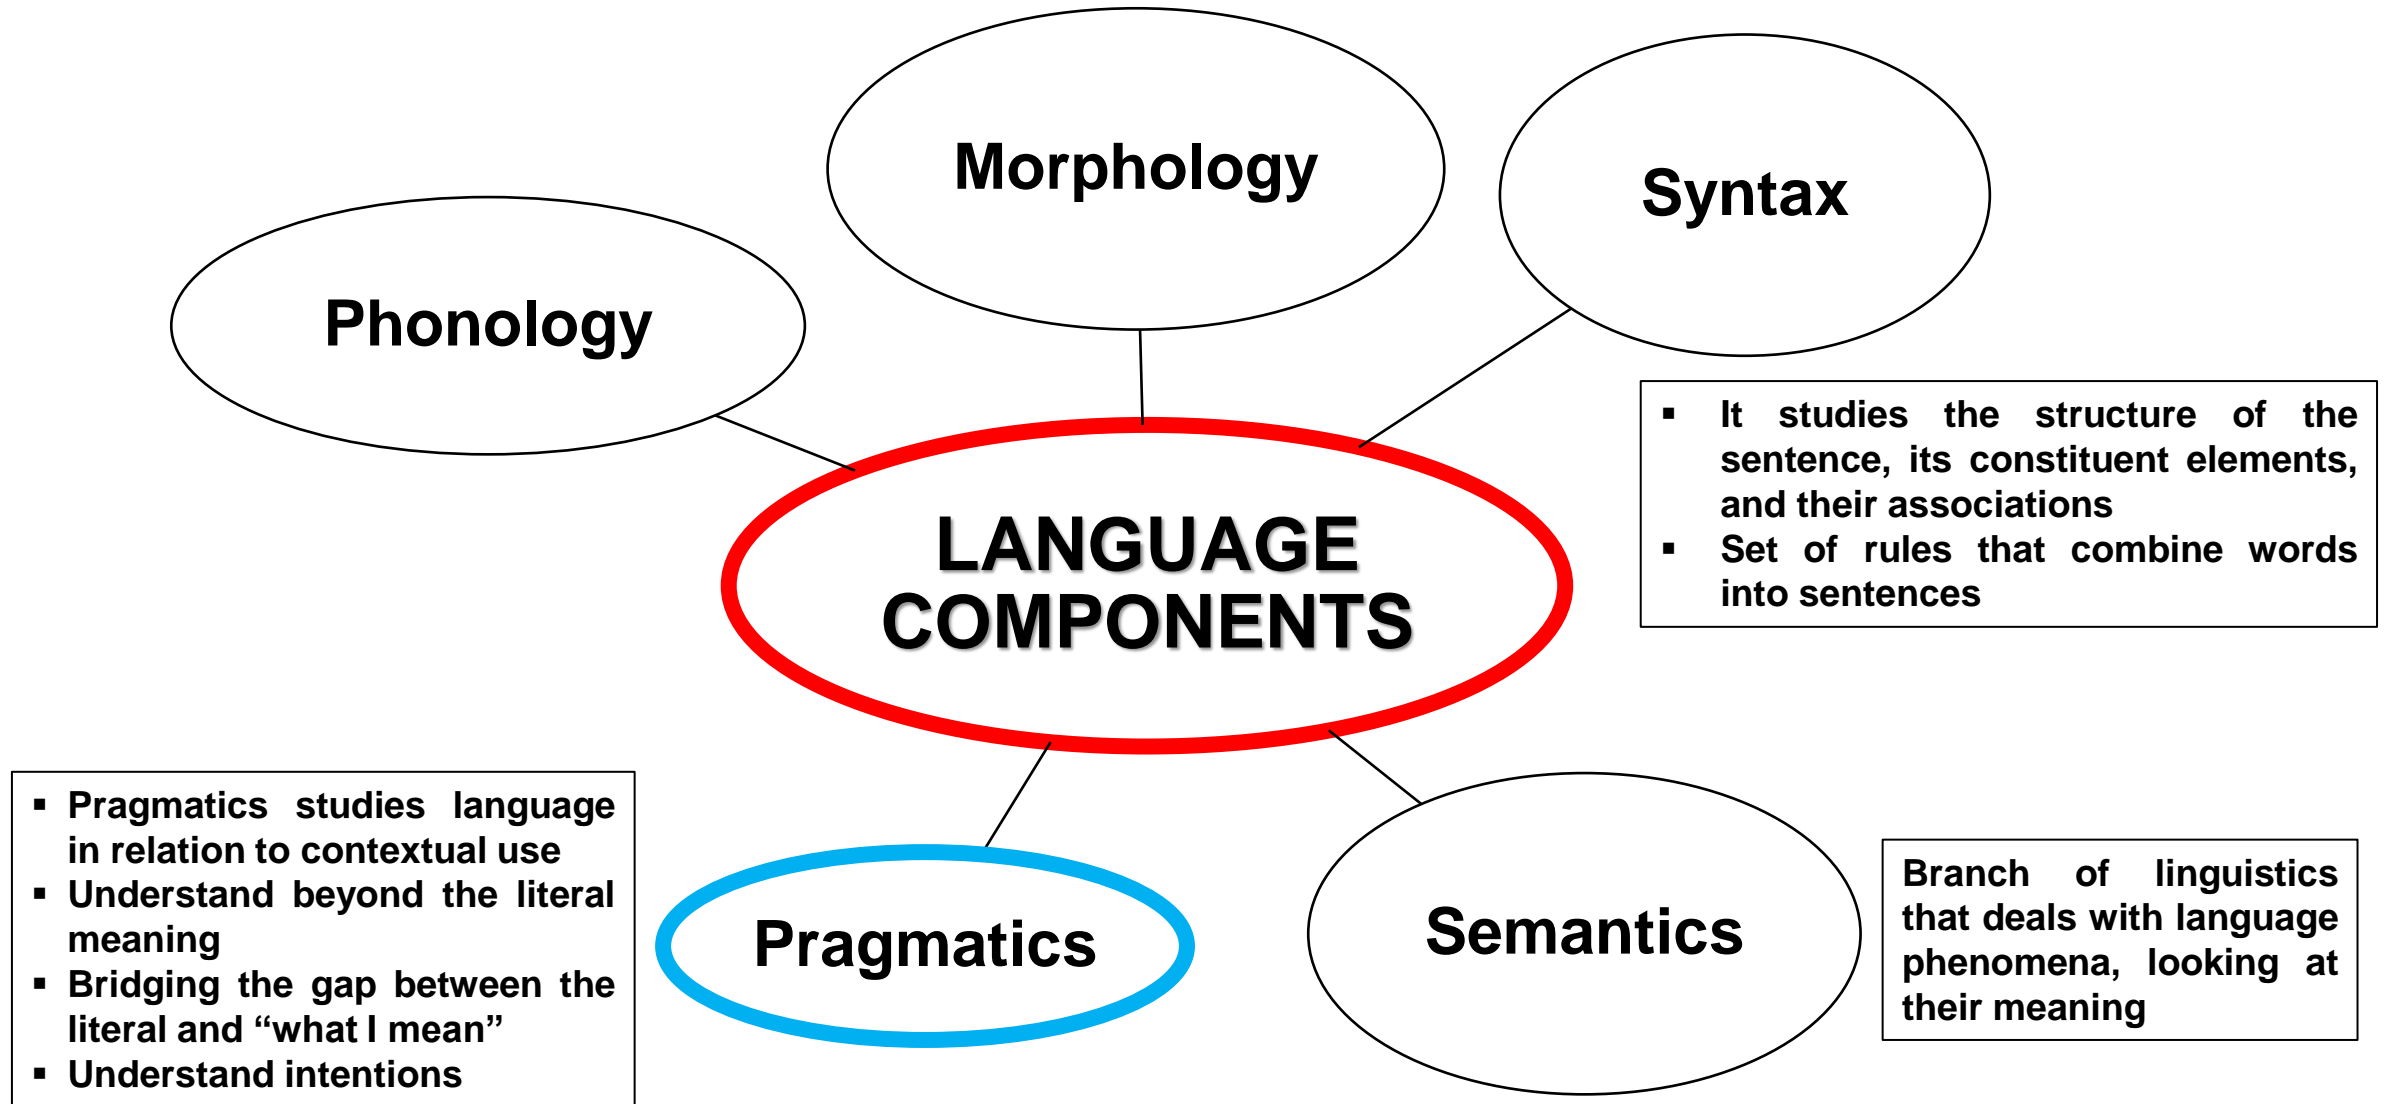 Morphology
Syntax
Phonology
▪ It studies the structure of the
sentence, its constituent elements,
and their associations
▪ Set of rules that combine words
into sentences
LANGUAGE
COMPONENTS
▪ Pragmatics studies language
in relation to contextual use
▪ Understand beyond the literal
meaning
▪ Bridging the gap between the
literal and “what I mean”
▪ Understand intentions
Pragmatics
Semantics
Branch of linguistics
that deals with language
phenomena, looking at
their meaning